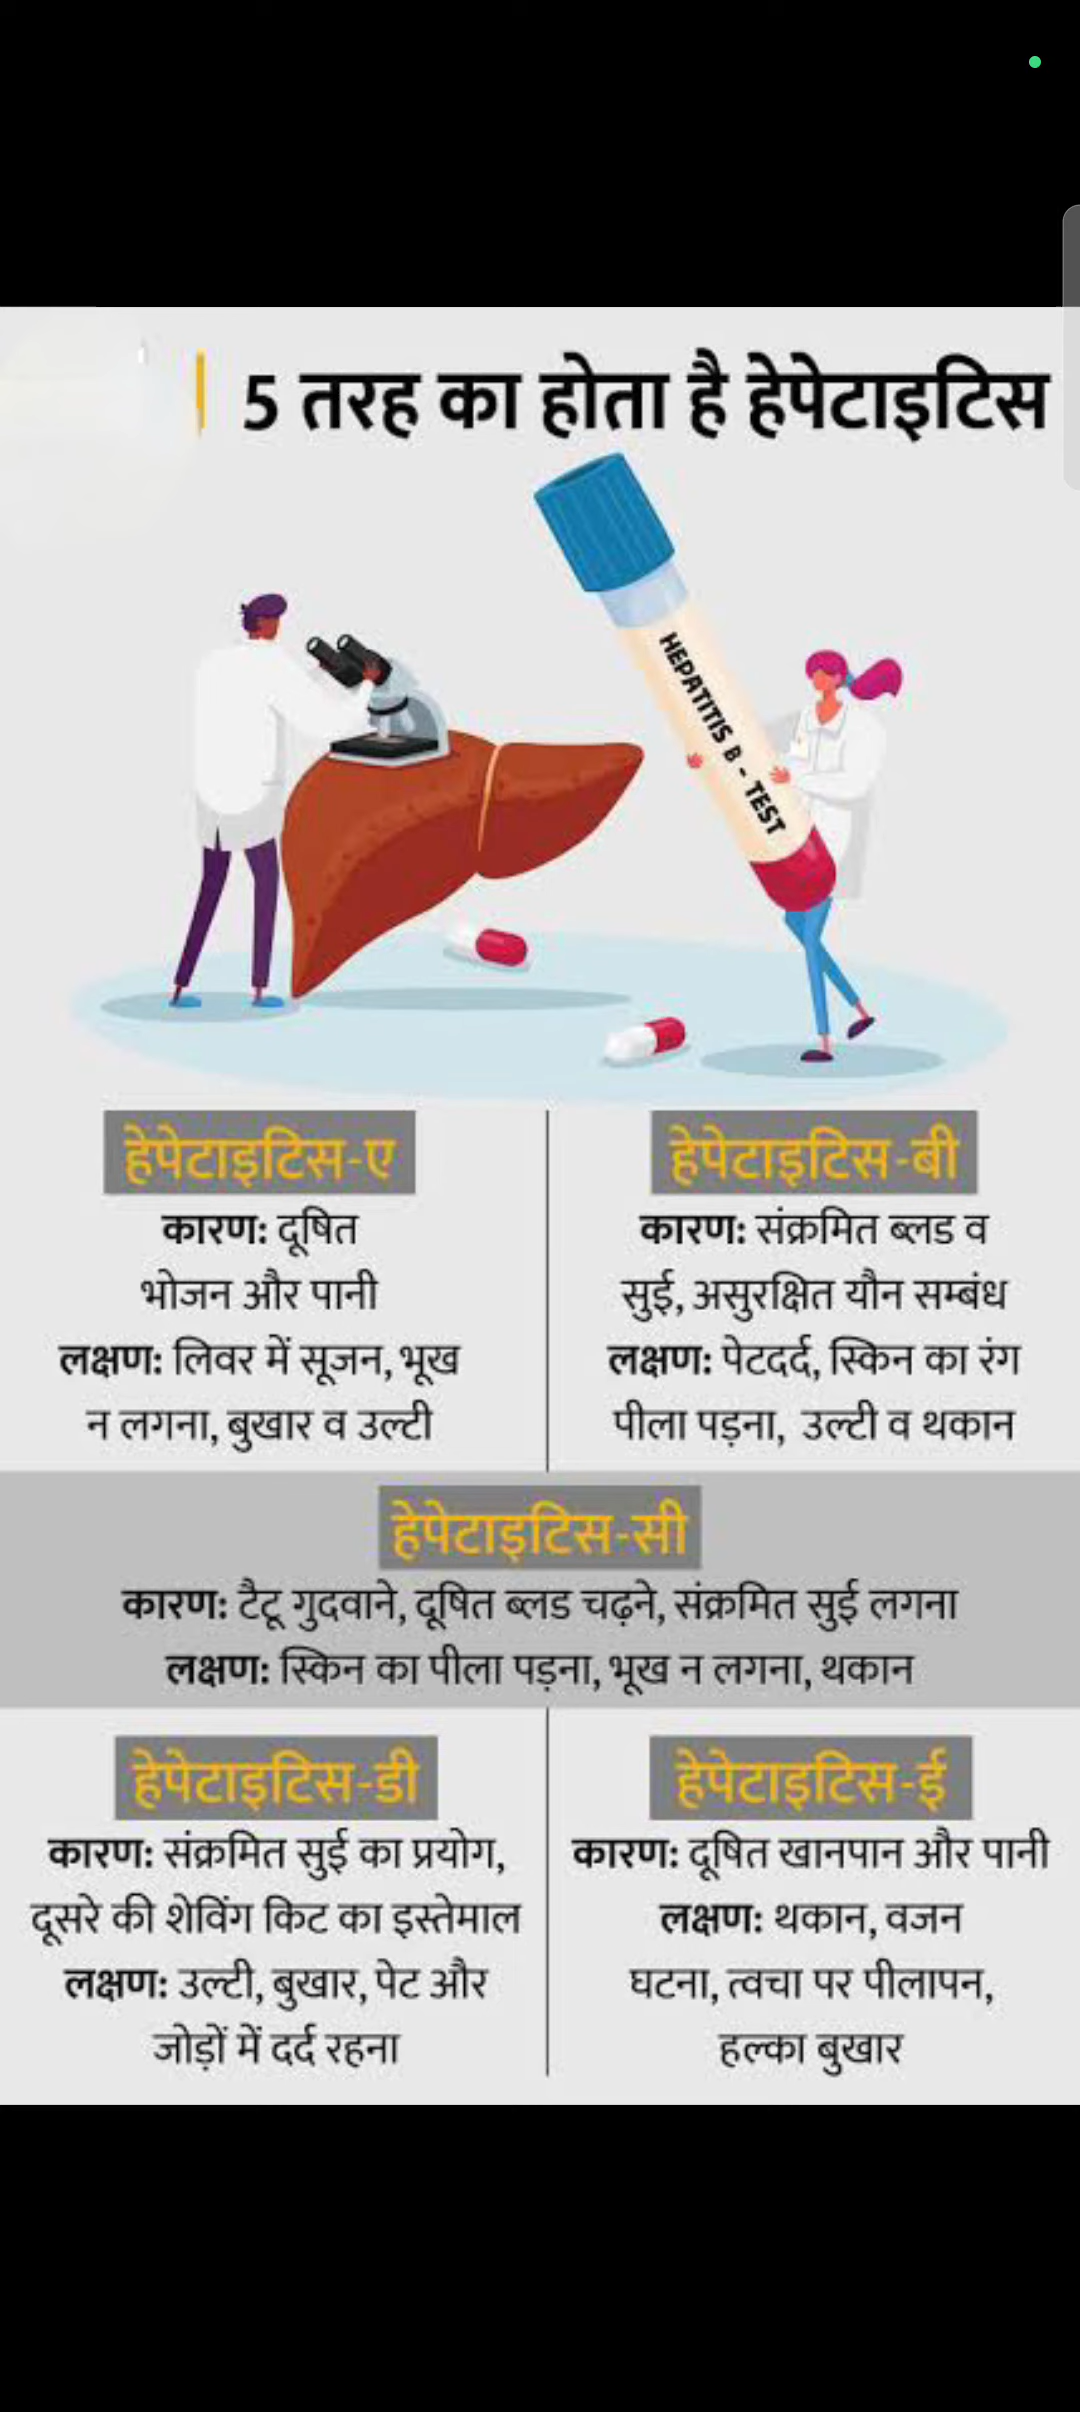 5 तरह का होता है हेपेटाइटिस
HEPATITIS B - TEST
हेपेटाइटिस-ए
कारण: दूषित
भोजन और पानी
लक्षण: लिवर में सूजन, भूख
न लगना, बुखार व उल्टी
हेपेटाइटिस-बी
कारण: संक्रमित ब्लड व
सुई, असुरक्षित यौन सम्बंध
लक्षण: पेटदर्द, स्किन का रंग
पीला पड़ना, उल्टी व थकान
हेपेटाइटिस-सी
कारण: टैटू गुदवाने, दूषित ब्लड चढ़ने, संक्रमित सुई लगना
लक्षण: स्किन का पीला पड़ना, भूख न लगना, थकान
हेपेटाइटिस-डी
कारण: संक्रमित सुई का प्रयोग,
दूसरे की शेविंग किट का इस्तेमाल
लक्षण: उल्टी, बुखार, पेट और
जोड़ों में दर्द रहना
हेपेटाइटिस-ई
कारण: दूषित खानपान और पानी
लक्षण: थकान, वजन
घटना, त्वचा पर पीलापन,
हल्का बुखार